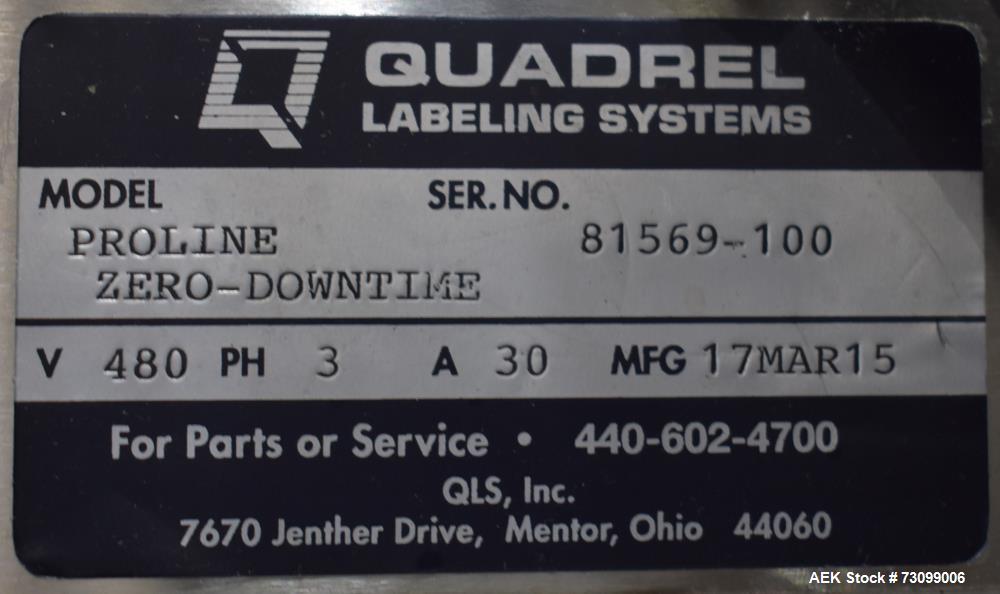 QUADREL
LABELING SYSTEMS
MODEL SER. NO.
PROLINE 81569-100
ZERO-DOWNTIME
V 480 PH 3 A 30 MFG 17MAR15
For Parts or Service • 440-602-4700
QLS, Inc.
7670 Jenther Drive, Mentor, Ohio 44060
AEK Stock # 73099006